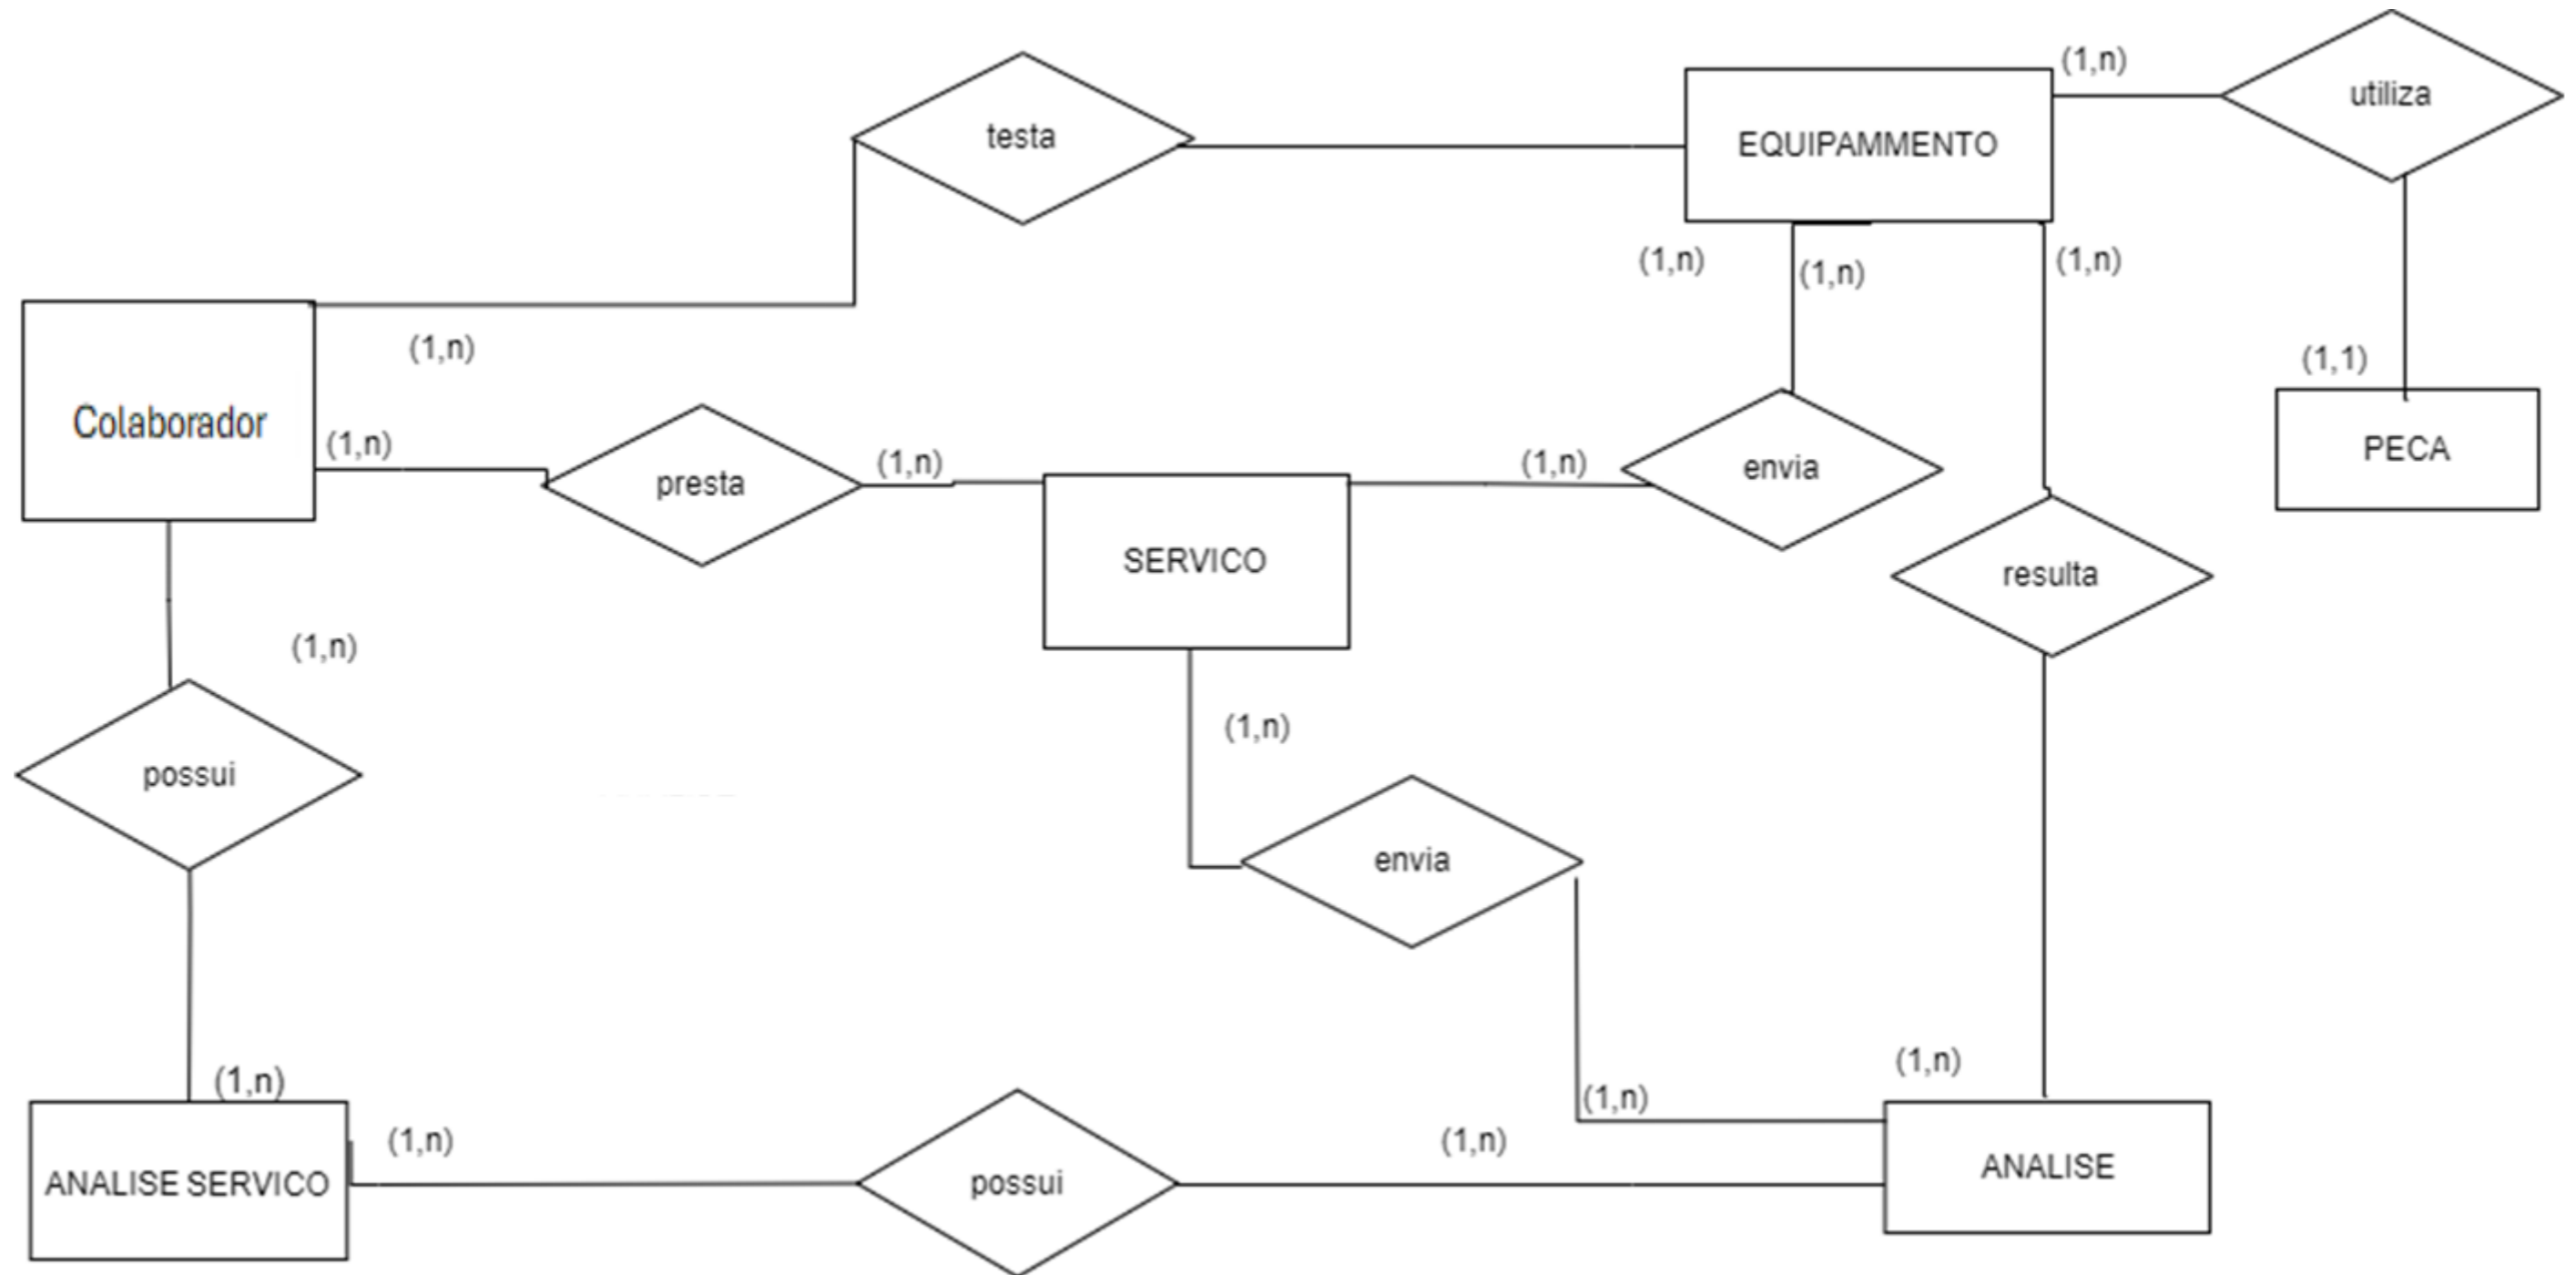 (1,n)
utiliza
testa
EQUIPAMMENTO
(1,n)
(1,n)
(1,n)
(1,n)
(1,1)
Colaborador
(1,n)
presta
(1,n)
(1,n)
envia
PECA
SERVICO
resulta
(1,n)
(1,n)
possui
envia
(1,n)
(1,n)
(1,n)
(1,n)
(1,n)
ANALISE SERVICO
possui
ANALISE